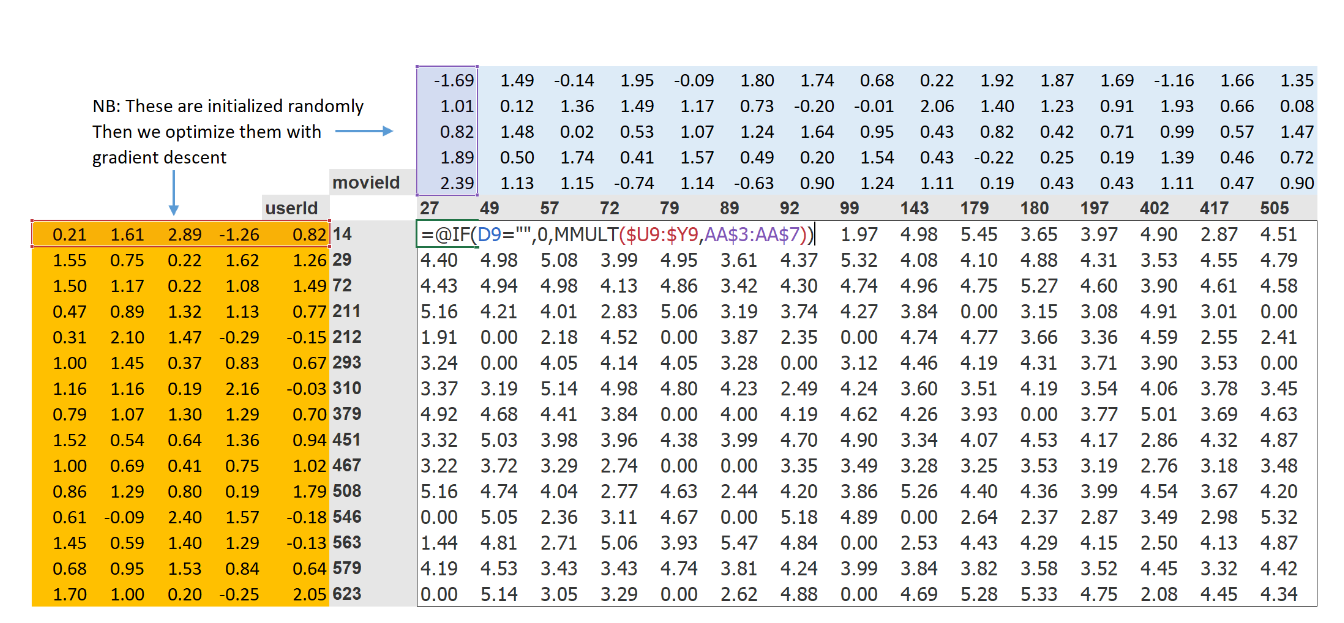 -1.69 1.49 -0.14 1.95 -0.09 1.80 1.74 0.68 0.22 1.92 1.87 1.69 -1.16 1.66 1.35
NB: These are initialized randomly 1.01 0.12 1.36 1.49 1.17 0.73 -0.20 -0.01 2.06 1.40 1.23 0.91 1.93 0.66 0.08
Then we optimize them with 0.82 1.48 0.02 0.53 1.07 1.24 1.64 0.95 0.43 0.82 0.42 0.71 0.99 0.57 1.47
gradient descent 1.89 0.50 1.74 0.41 1.57 0.49 0.20 1.54 0.43 -0.22 0.25 0.19 1.39 0.46 0.72
movieId 2.39 1.13 1.15 -0.74 1.14 -0.63 0.90 1.24 1.11 0.19 0.43 0.43 1.11 0.47 0.90
userId 27 49 57 72 79 89 92 99 143 179 180 197 402 417 505
0.21 1.61 2.89 -1.26 0.82 14 =@IF(D9="",0,MMULT($U9:$Y9,AA$3:AA$7)) 1.97 4.98 5.45 3.65 3.97 4.90 2.87 4.51
1.55 0.75 0.22 1.62 1.26 29 4.40 4.98 5.08 3.99 4.95 3.61 4.37 5.32 4.08 4.10 4.88 4.31 3.53 4.55 4.79
1.50 1.17 0.22 1.08 1.49 72 4.43 4.94 4.98 4.13 4.86 3.42 4.30 4.74 4.96 4.75 5.27 4.60 3.90 4.61 4.58
0.47 0.89 1.32 1.13 0.77 211 5.16 4.21 4.01 2.83 5.06 3.19 3.74 4.27 3.84 0.00 3.15 3.08 4.91 3.01 0.00
0.31 2.10 1.47 -0.29 -0.15 212 1.91 0.00 2.18 4.52 0.00 3.87 2.35 0.00 4.74 4.77 3.66 3.36 4.59 2.55 2.41
1.00 1.45 0.37 0.83 0.67 293 3.24 0.00 4.05 4.14 4.05 3.28 0.00 3.12 4.46 4.19 4.31 3.71 3.90 3.53 0.00
1.16 1.16 0.19 2.16 -0.03 310 3.37 3.19 5.14 4.98 4.80 4.23 2.49 4.24 3.60 3.51 4.19 3.54 4.06 3.78 3.45
0.79 1.07 1.30 1.29 0.70 379 4.92 4.68 4.41 3.84 0.00 4.00 4.19 4.62 4.26 3.93 0.00 3.77 5.01 3.69 4.63
1.52 0.54 0.64 1.36 0.94 451 3.32 5.03 3.98 3.96 4.38 3.99 4.70 4.90 3.34 4.07 4.53 4.17 2.86 4.32 4.87
1.00 0.69 0.41 0.75 1.02 467 3.22 3.72 3.29 2.74 0.00 0.00 3.35 3.49 3.28 3.25 3.53 3.19 2.76 3.18 3.48
0.86 1.29 0.80 0.19 1.79 508 5.16 4.74 4.04 2.77 4.63 2.44 4.20 3.86 5.26 4.40 4.36 3.99 4.54 3.67 4.20
0.61 -0.09 2.40 1.57 -0.18 546 0.00 5.05 2.36 3.11 4.67 0.00 5.18 4.89 0.00 2.64 2.37 2.87 3.49 2.98 5.32
1.45 0.59 1.40 1.29 -0.13 563 1.44 4.81 2.71 5.06 3.93 5.47 4.84 0.00 2.53 4.43 4.29 4.15 2.50 4.13 4.87
0.68 0.95 1.53 0.84 0.64 579 4.19 4.53 3.43 3.43 4.74 3.81 4.24 3.99 3.84 3.82 3.58 3.52 4.45 3.32 4.42
1.70 1.00 0.20 -0.25 2.05 623 0.00 5.14 3.05 3.29 0.00 2.62 4.88 0.00 4.69 5.28 5.33 4.75 2.08 4.45 4.34